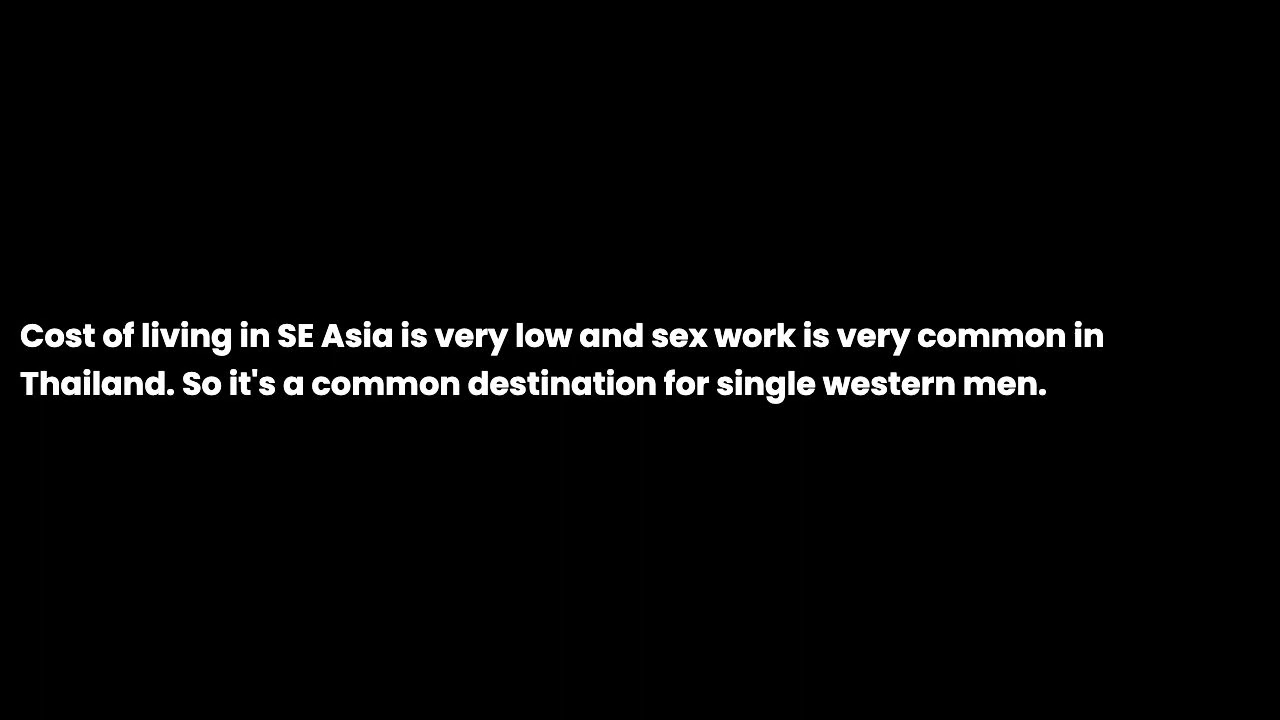 Cost of living in SE Asia is very low and sex work is very common in
Thailand. So it's a common destination for single western men.